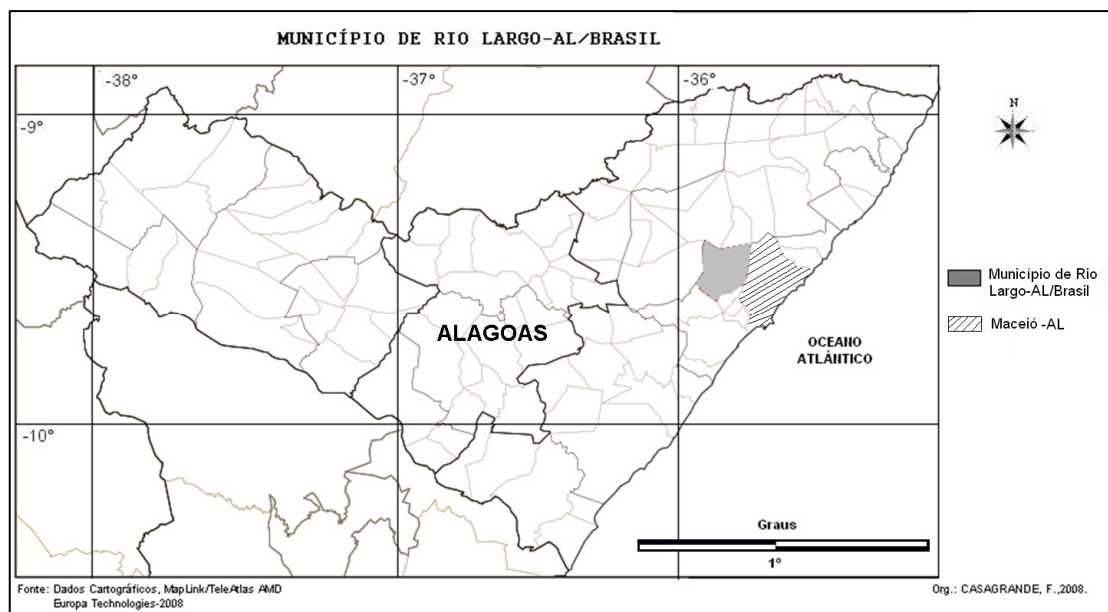 MUNICÍPIO DE RIO LARGO-AL/BRASIL
-38°
-37°
-36°
-9°
N
Município de Rio
Largo-AL/Brasil
ALAGOAS
Maceió -AL
OCEANO
ATLÂNTICO
-10°
Graus
1°
Fonte: Dados Cartográficos, MapLink/TeleAtlas AMD
Europa Technologies-2008
Org.: CASAGRANDE, F.,2008.